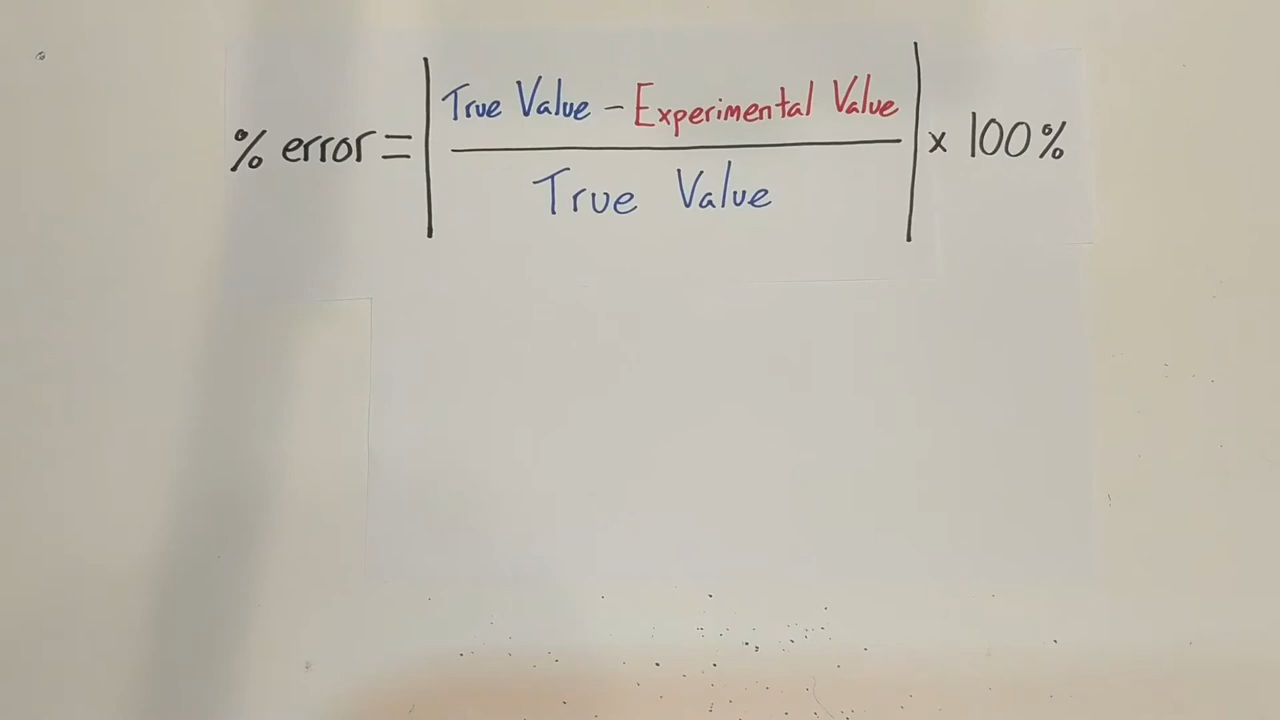 % error = | True Value - Experimental Value | × 100%
True Value